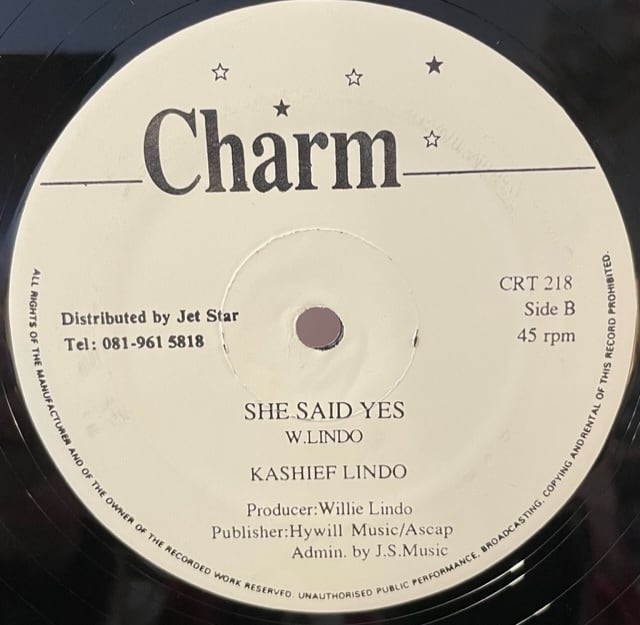 Charm
Distributed by Jet Star
Tel: 081-961 5818
CRT 218
Side B
45 rpm
SHE SAID YES
W.LINDO
KASHIEF LINDO
Producer:Willie Lindo
Publisher:Hywill Music/Ascap
Admin. by J.S.Music
ALL RIGHTS OF THE MANUFACTURER AND OF THE OWNER OF THE RECORDED WORK RESERVED. UNAUTHORISED PUBLIC PERFORMANCE, BROADCASTING, COPYING AND RENTAL OF THIS RECORD PROHIBITED.